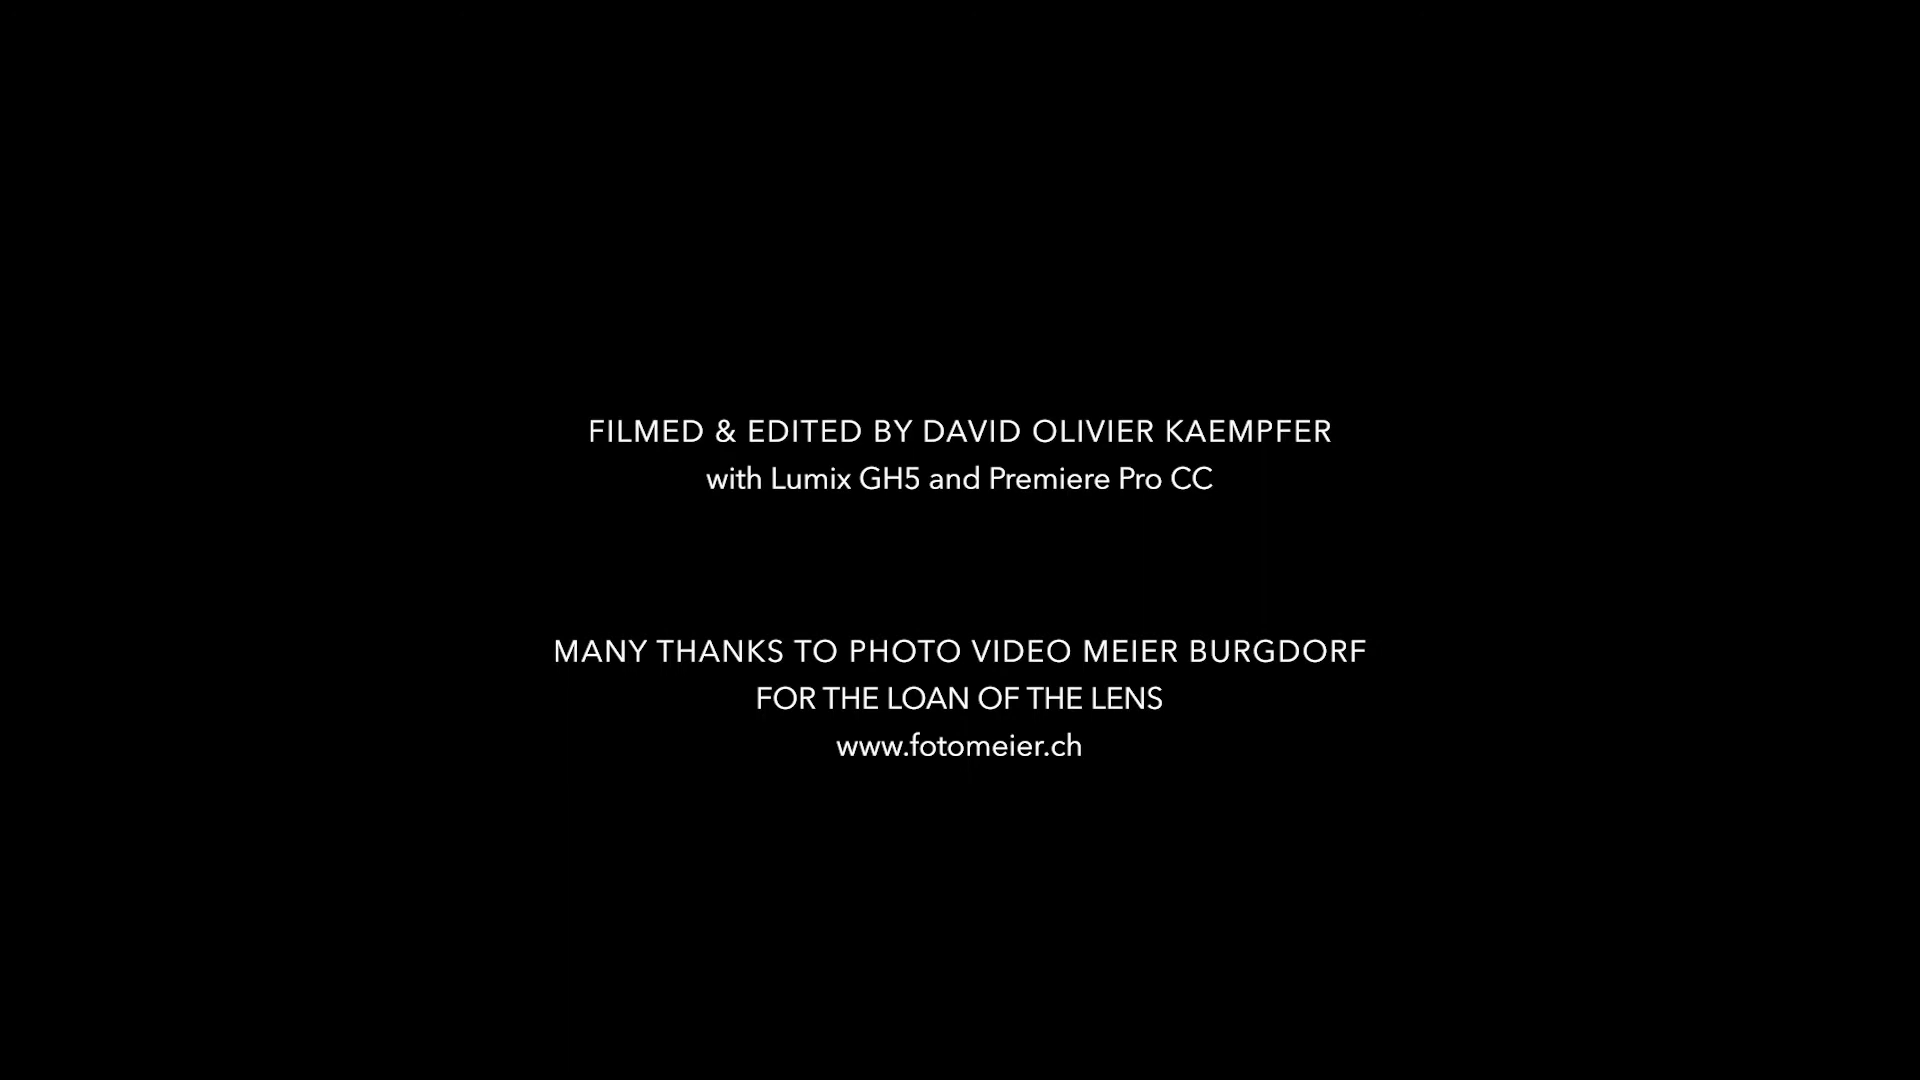 FILMED & EDITED BY DAVID OLIVIER KAEMPFER
with Lumix GH5 and Premiere Pro CC
MANY THANKS TO PHOTO VIDEO MEIER BURGDORF
FOR THE LOAN OF THE LENS
www.fotomeier.ch